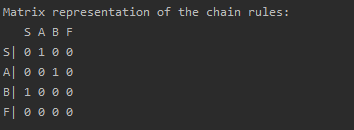 Matrix representation of the chain rules:
S A B F
S| 0 1 0 0
A| 0 0 1 0
B| 1 0 0 0
F| 0 0 0 0